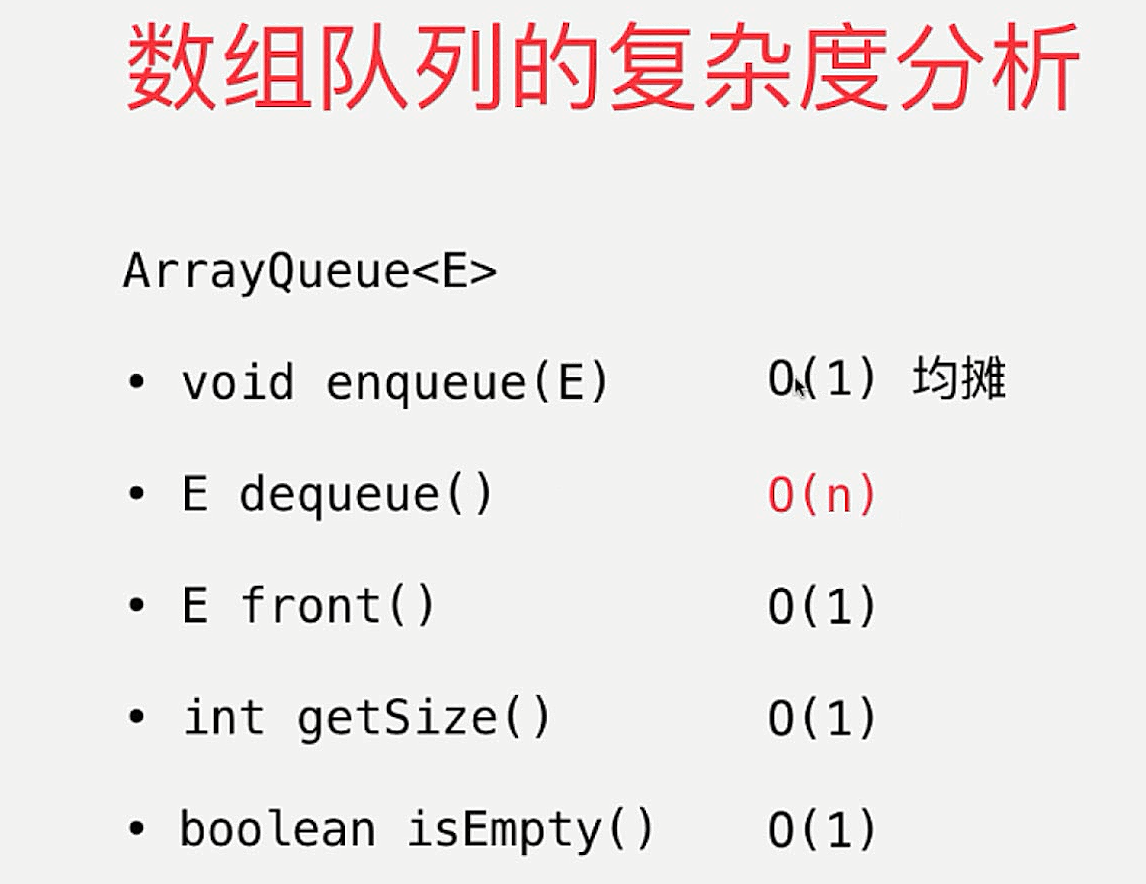 数组队列的复杂度分析
ArrayQueue<E>
• void enqueue(E) O(1) 均摊
• E dequeue() O(n)
• E front() O(1)
• int getSize() O(1)
• boolean isEmpty() O(1)